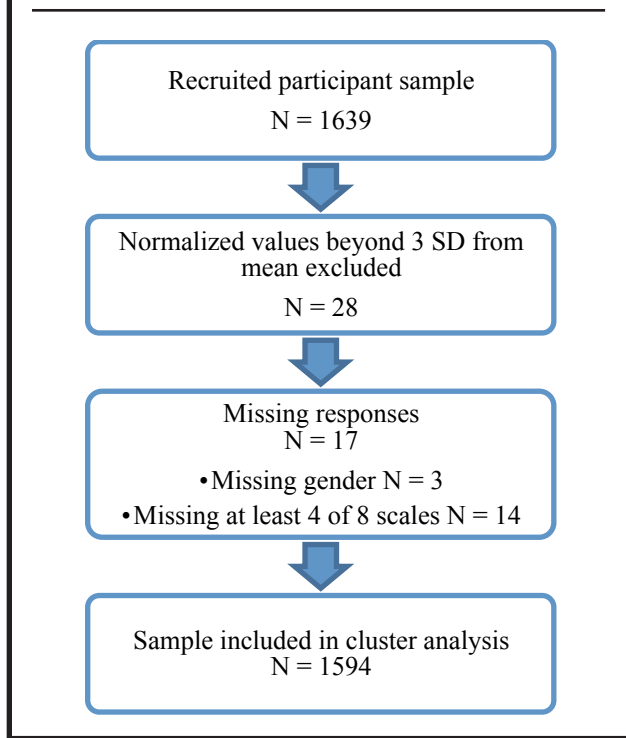 Recruited participant sample
N = 1639
Normalized values beyond 3 SD from
mean excluded
N = 28
Missing responses
N = 17
•Missing gender N = 3
•Missing at least 4 of 8 scales N = 14
Sample included in cluster analysis
N = 1594